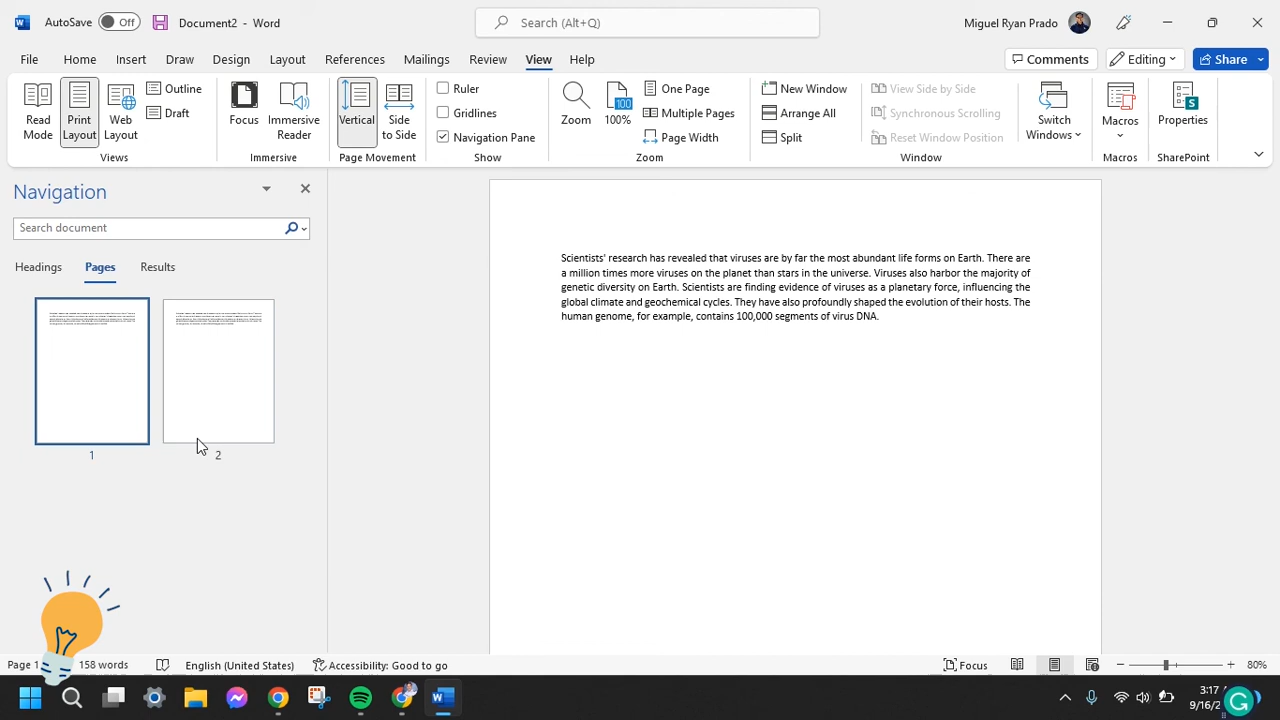 AutoSave Off Document2 - Word Search (Alt+Q) Miguel Ryan Prado
File Home Insert Draw Design Layout References Mailings Review View Help Comments Editing Share
Read Mode
Print Layout
Web Layout
Outline
Draft
Views
Focus
Immersive Reader
Immersive
Vertical
Side to Side
Page Movement
Ruler
Gridlines
Navigation Pane
Show
Zoom
100
100%
One Page
Multiple Pages
Page Width
Zoom
New Window
Arrange All
Split
View Side by Side
Synchronous Scrolling
Reset Window Position
Window
Switch Windows
Macros
Macros
Properties
SharePoint
Navigation
Search document
Headings Pages Results
1 2
Scientists' research has revealed that viruses are by far the most abundant life forms on Earth. There are
a million times more viruses on the planet than stars in the universe. Viruses also harbor the majority of
genetic diversity on Earth. Scientists are finding evidence of viruses as a planetary force, influencing the
global climate and geochemical cycles. They have also profoundly shaped the evolution of their hosts. The
human genome, for example, contains 100,000 segments of virus DNA.
Page 1 158 words English (United States) Accessibility: Good to go Focus 80%
3:17
9/16/2